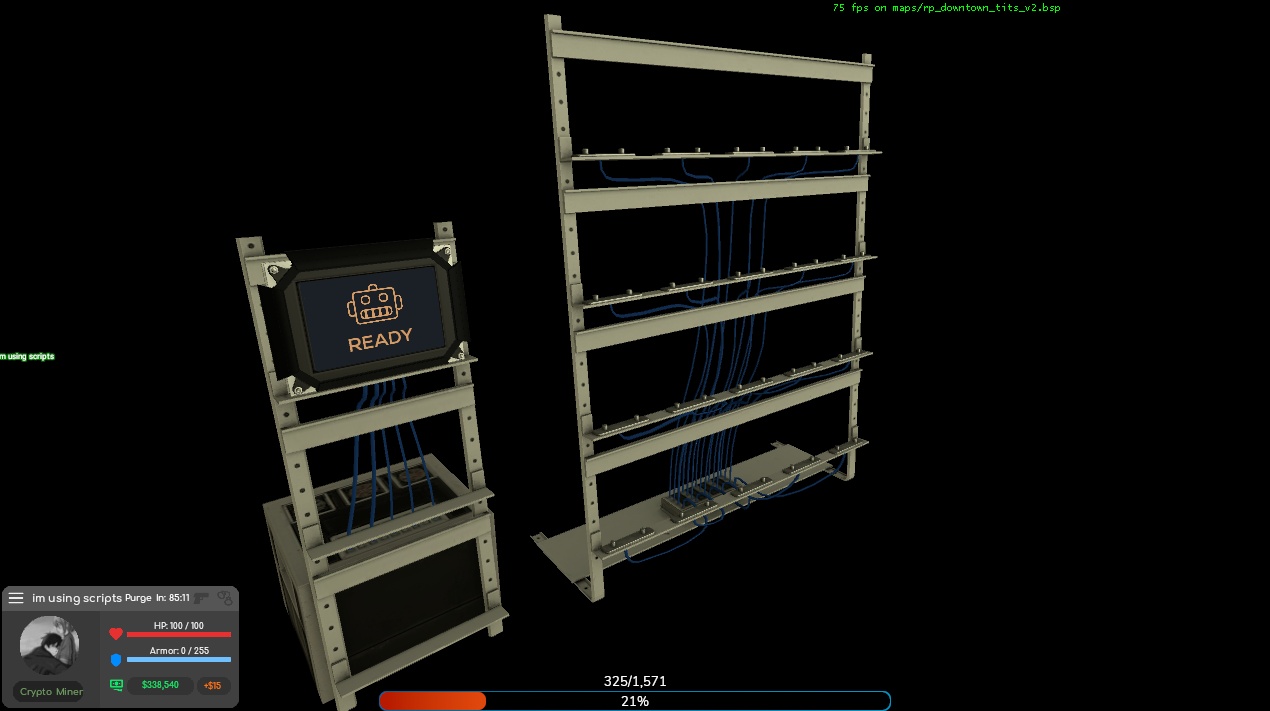 75 fps on maps/rp_downtown_tits_v2.bsp
READY
m using scripts
im using scripts Purge In: 85:11
HP: 100 / 100
Armor: 0 / 255
Crypto Miner
$338,540 +$15
325/1,571
21%